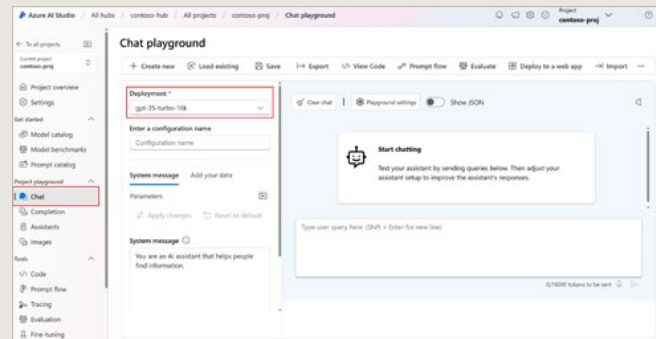 Azure AI Studio / All hubs / contoso-hub / All projects / contoso-proj / Chat playground
Project
contoso-proj
To all projects
Current project
contoso-proj
Project overview
Settings
Get started
Model catalog
Model benchmarks
Prompt catalog
Project playground
Chat
Completion
Assistants
Images
Tools
Code
Prompt flow
Tracing
Evaluation
Fine-tuning
Chat playground
Create new
Load existing
Save
Export
View Code
Prompt flow
Evaluate
Deploy to a web app
Import
Deployment *
gpt-35-turbo-16k
Enter a configuration name
Configuration name
System message
Add your data
Parameters
Apply changes
Reset to default
System message
You are an AI assistant that helps people
find information.
Clear chat
Playground settings
Show JSON
Start chatting
Test your assistant by sending queries below. Then adjust your
assistant setup to improve the assistant's responses.
Type user query here. (Shift + Enter for new line)
0/16000 tokens to be sent